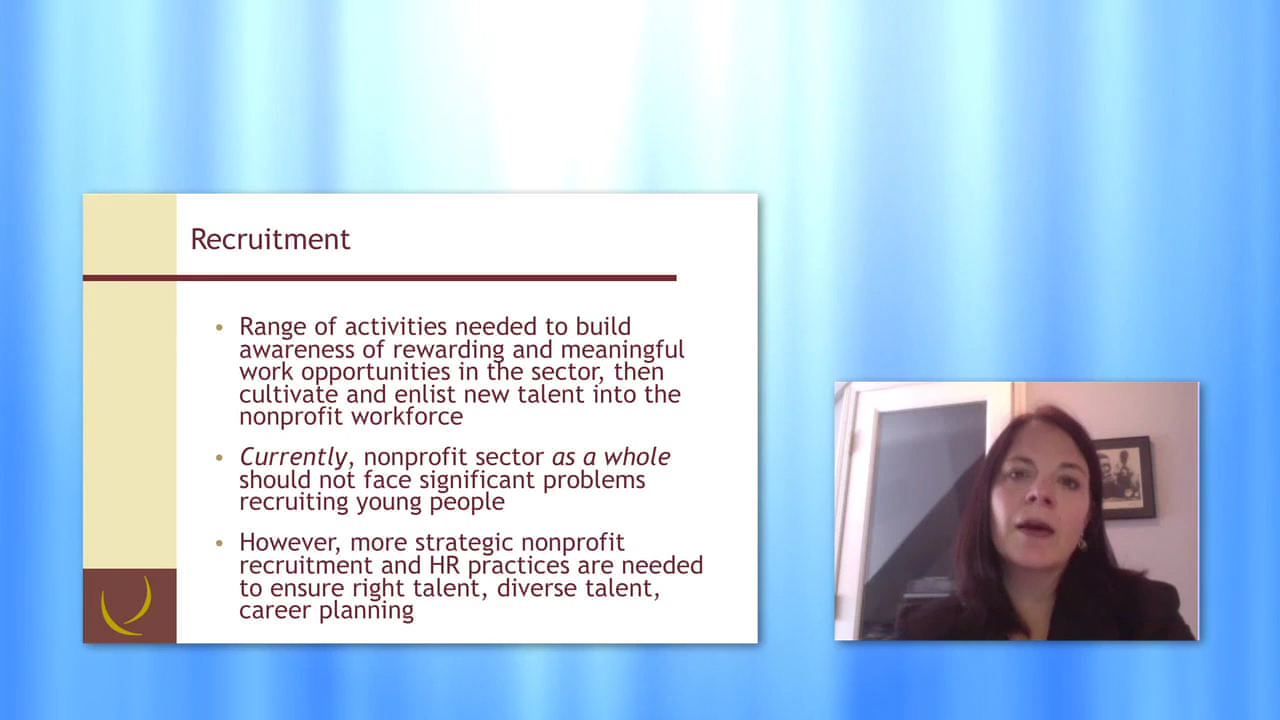 Recruitment
• Range of activities needed to build
awareness of rewarding and meaningful
work opportunities in the sector, then
cultivate and enlist new talent into the
nonprofit workforce
• Currently, nonprofit sector as a whole
should not face significant problems
recruiting young people
• However, more strategic nonprofit
recruitment and HR practices are needed
to ensure right talent, diverse talent,
career planning